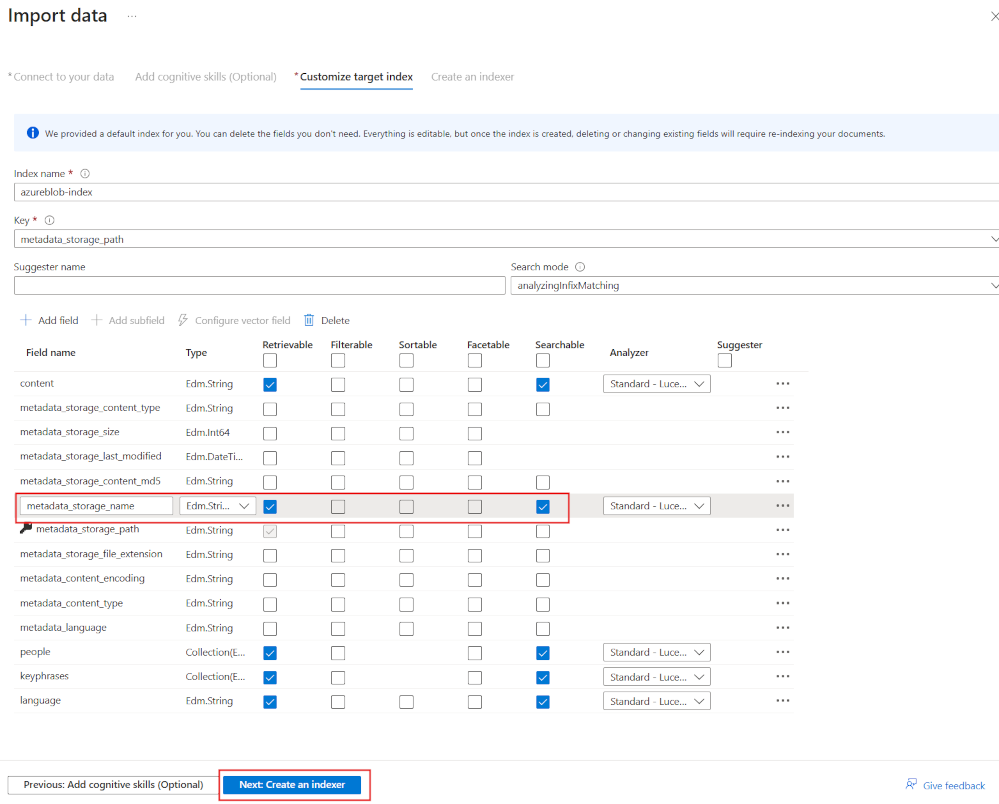 Import data ...
*Connect to your data Add cognitive skills (Optional) *Customize target index Create an indexer
We provided a default index for you. You can delete the fields you don't need. Everything is editable, but once the index is created, deleting or changing existing fields will require re-indexing your documents.
Index name *
azureblob-index
Key *
metadata_storage_path
Suggester name Search mode
analyzingInfixMatching
Add field Add subfield Configure vector field Delete
Field name Type Retrievable Filterable Sortable Facetable Searchable Analyzer Suggester
content Edm.String Standard - Luce... ...
metadata_storage_content_type Edm.String ...
metadata_storage_size Edm.Int64 ...
metadata_storage_last_modified Edm.DateTi... ...
metadata_storage_content_md5 Edm.String ...
metadata_storage_name Edm.Stri... Standard - Luce... ...
metadata_storage_path Edm.String ...
metadata_storage_file_extension Edm.String ...
metadata_content_encoding Edm.String ...
metadata_content_type Edm.String ...
metadata_language Edm.String ...
people Collection(E... Standard - Luce... ...
keyphrases Collection(E... Standard - Luce... ...
language Edm.String Standard - Luce... ...
Previous: Add cognitive skills (Optional) Next: Create an indexer Give feedback